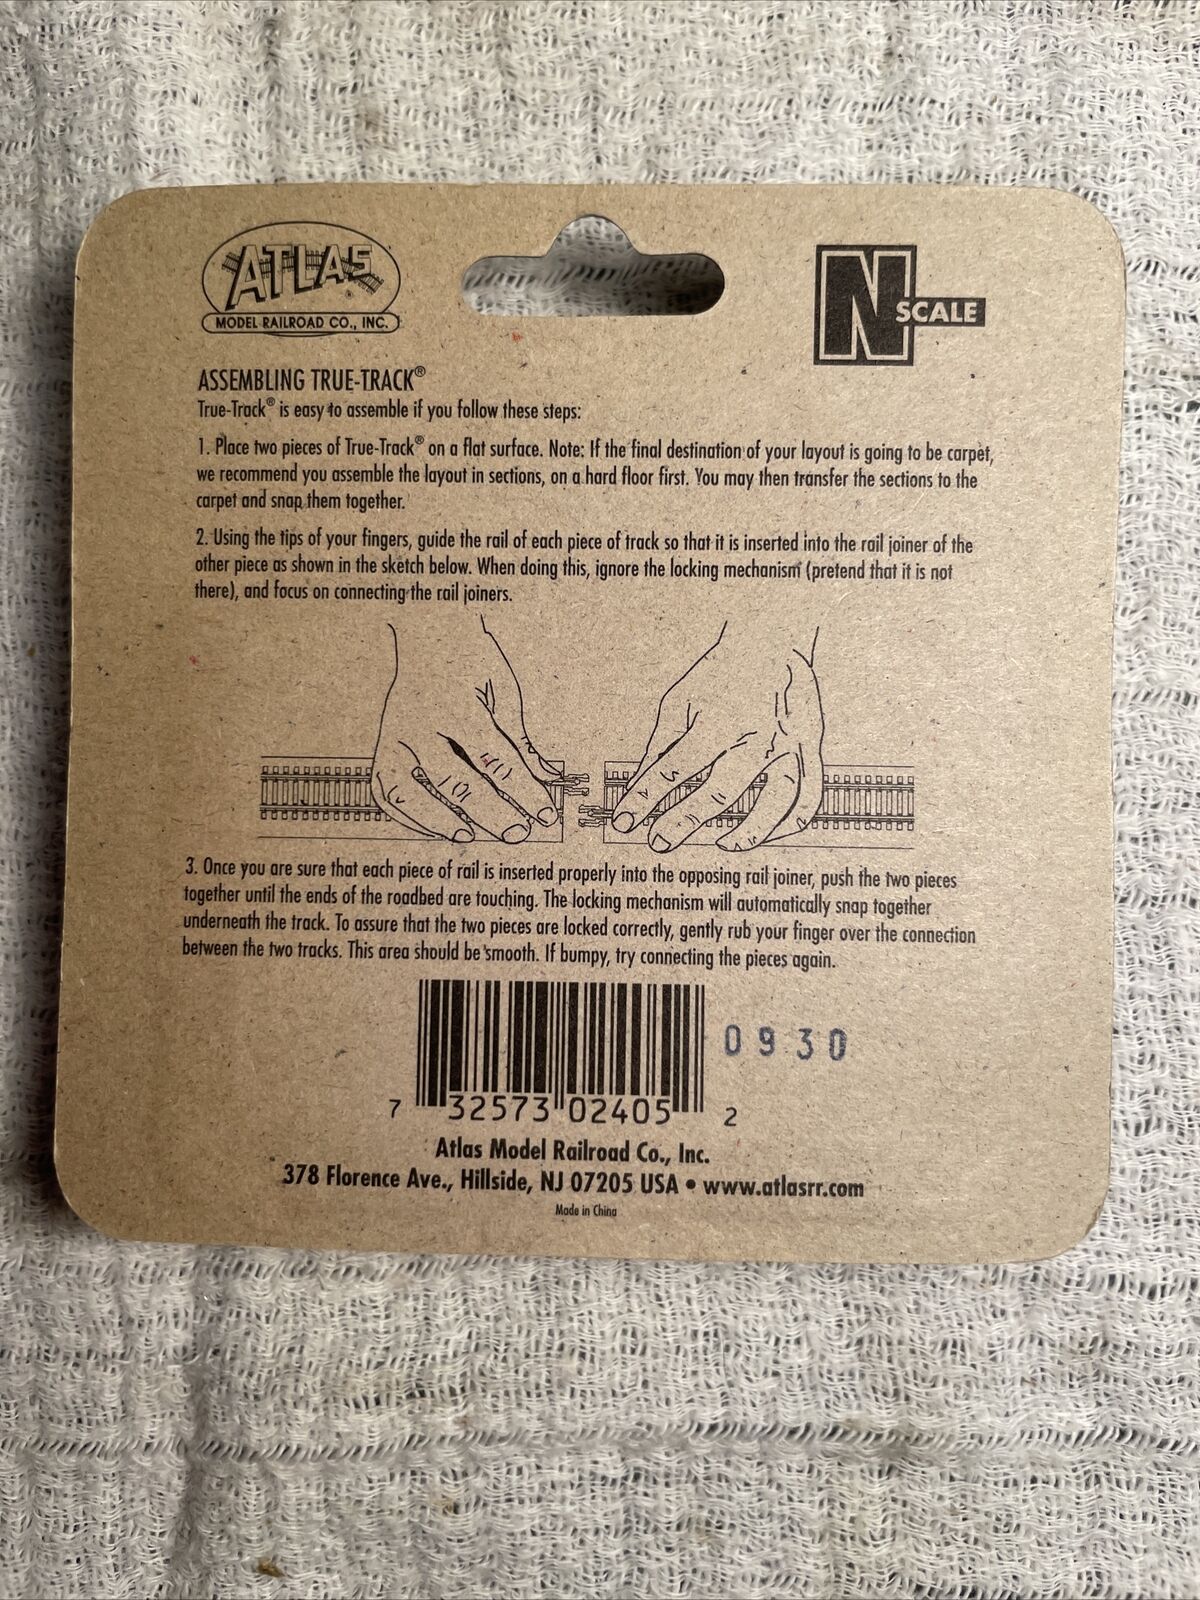 ATLAS
®
MODEL RAILROAD CO., INC.
N SCALE
ASSEMBLING TRUE-TRACK®
True-Track® is easy to assemble if you follow these steps:
1. Place two pieces of True-Track® on a flat surface. Note: If the final destination of your layout is going to be carpet,
we recommend you assemble the layout in sections, on a hard floor first. You may then transfer the sections to the
carpet and snap them together.
2. Using the tips of your fingers, guide the rail of each piece of track so that it is inserted into the rail joiner of the
other piece as shown in the sketch below. When doing this, ignore the locking mechanism (pretend that it is not
there), and focus on connecting the rail joiners.
3. Once you are sure that each piece of rail is inserted properly into the opposing rail joiner, push the two pieces
together until the ends of the roadbed are touching. The locking mechanism will automatically snap together
underneath the track. To assure that the two pieces are locked correctly, gently rub your finger over the connection
between the two tracks. This area should be smooth. If bumpy, try connecting the pieces again.
0930
7 32573 02405 2
Atlas Model Railroad Co., Inc.
378 Florence Ave., Hillside, NJ 07205 USA • www.atlasrr.com
Made in China